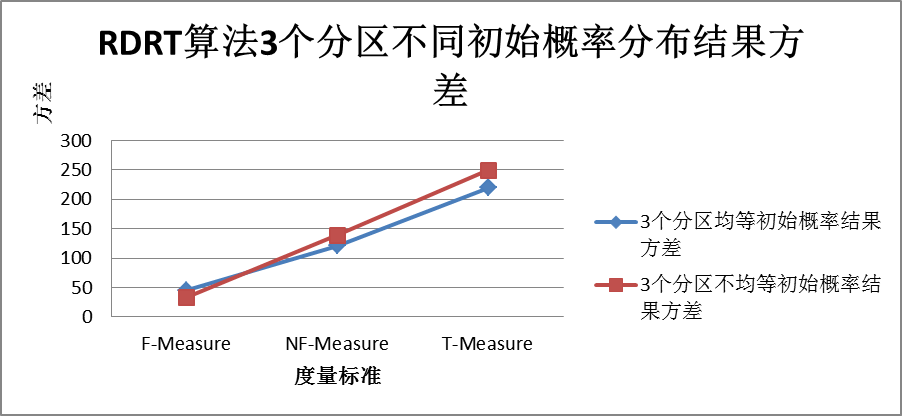 RDRT算法3个分区不同初始概率分布结果方
差
方差
300
250
200
150
100
50
0
F-Measure NF-Measure T-Measure
度量标准
3个分区均等初始概率结果
方差
3个分区不均等初始概率结
果方差